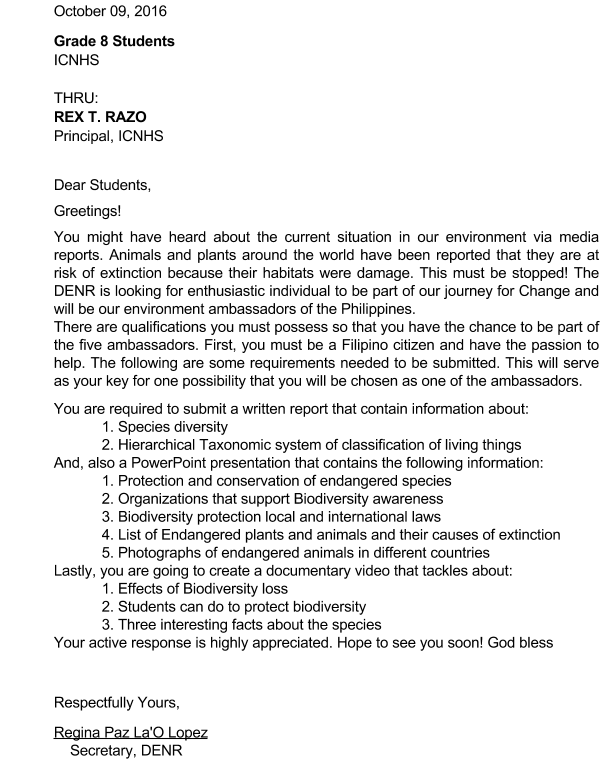 October 09, 2016
Grade 8 Students
ICNHS
THRU:
REX T. RAZO
Principal, ICNHS
Dear Students,
Greetings!
You might have heard about the current situation in our environment via media
reports. Animals and plants around the world have been reported that they are at
risk of extinction because their habitats were damage. This must be stopped! The
DENR is looking for enthusiastic individual to be part of our journey for Change and
will be our environment ambassadors of the Philippines.
There are qualifications you must possess so that you have the chance to be part of
the five ambassadors. First, you must be a Filipino citizen and have the passion to
help. The following are some requirements needed to be submitted. This will serve
as your key for one possibility that you will be chosen as one of the ambassadors.
You are required to submit a written report that contain information about:
1. Species diversity
2. Hierarchical Taxonomic system of classification of living things
And, also a PowerPoint presentation that contains the following information:
1. Protection and conservation of endangered species
2. Organizations that support Biodiversity awareness
3. Biodiversity protection local and international laws
4. List of Endangered plants and animals and their causes of extinction
5. Photographs of endangered animals in different countries
Lastly, you are going to create a documentary video that tackles about:
1. Effects of Biodiversity loss
2. Students can do to protect biodiversity
3. Three interesting facts about the species
Your active response is highly appreciated. Hope to see you soon! God bless
Respectfully Yours,
Regina Paz La'O Lopez
Secretary, DENR